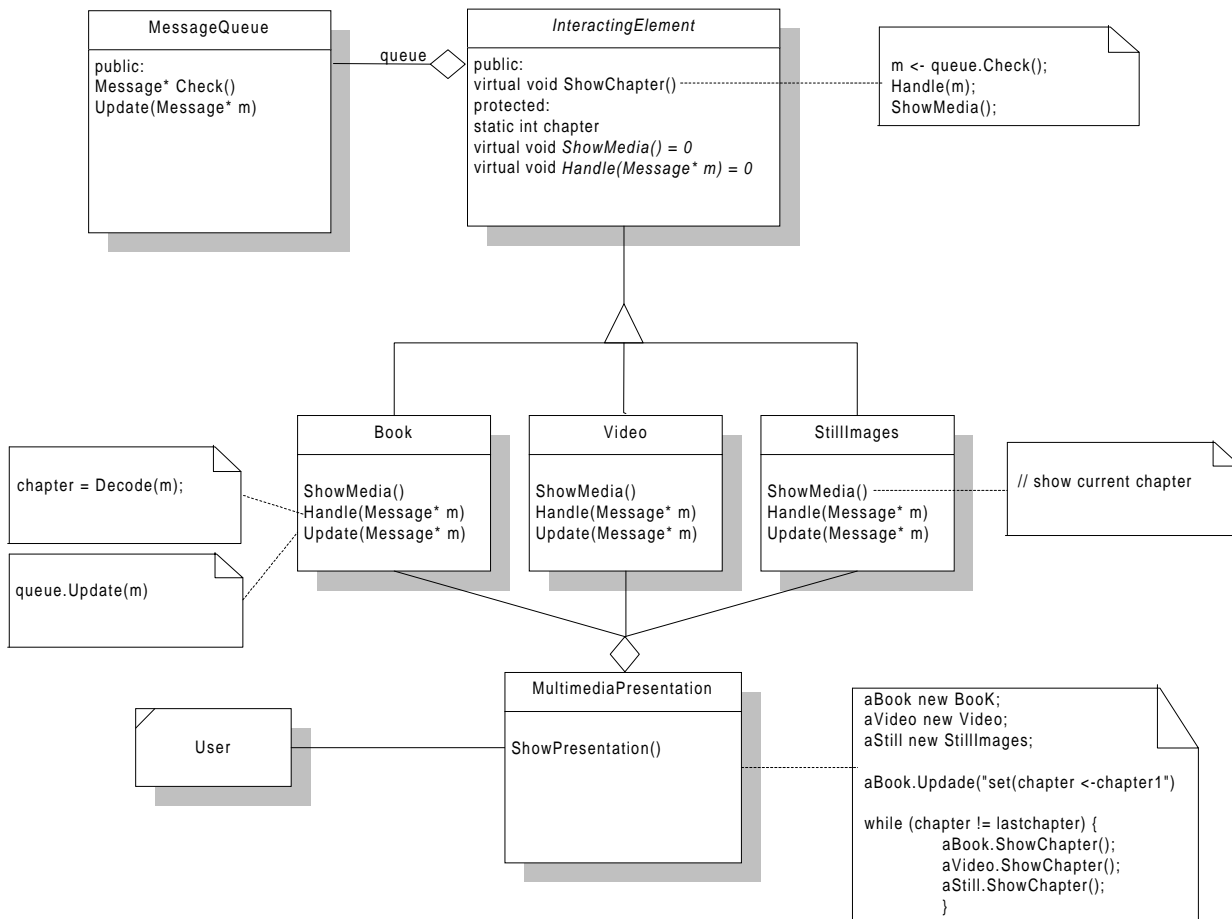 MessageQueue
public:
Message* Check()
Update(Message* m)
queue
InteractingElement
public:
virtual void ShowChapter()
protected:
static int chapter
virtual void ShowMedia() = 0
virtual void Handle(Message* m) = 0
m <- queue.Check();
Handle(m);
ShowMedia();
chapter = Decode(m);
queue.Update(m)
Book
ShowMedia()
Handle(Message* m)
Update(Message* m)
Video
ShowMedia()
Handle(Message* m)
Update(Message* m)
StillImages
ShowMedia()
Handle(Message* m)
Update(Message* m)
// show current chapter
User
MultimediaPresentation
ShowPresentation()
aBook new BooK;
aVideo new Video;
aStill new StillImages;
aBook.Updade("set(chapter <-chapter1")
while (chapter != lastchapter) {
aBook.ShowChapter();
aVideo.ShowChapter();
aStill.ShowChapter();
}